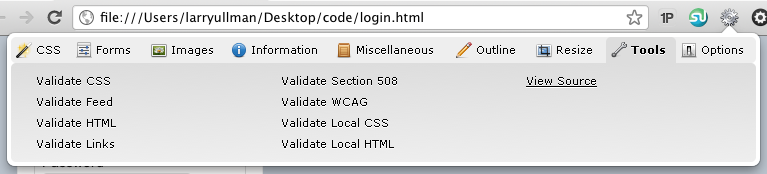 file:///Users/larryullman/Desktop/code/login.html 1P
CSS Forms Images Information Miscellaneous Outline Resize Tools Options
Validate CSS Validate Section 508 View Source
Validate Feed Validate WCAG
Validate HTML Validate Local CSS
Validate Links Validate Local HTML